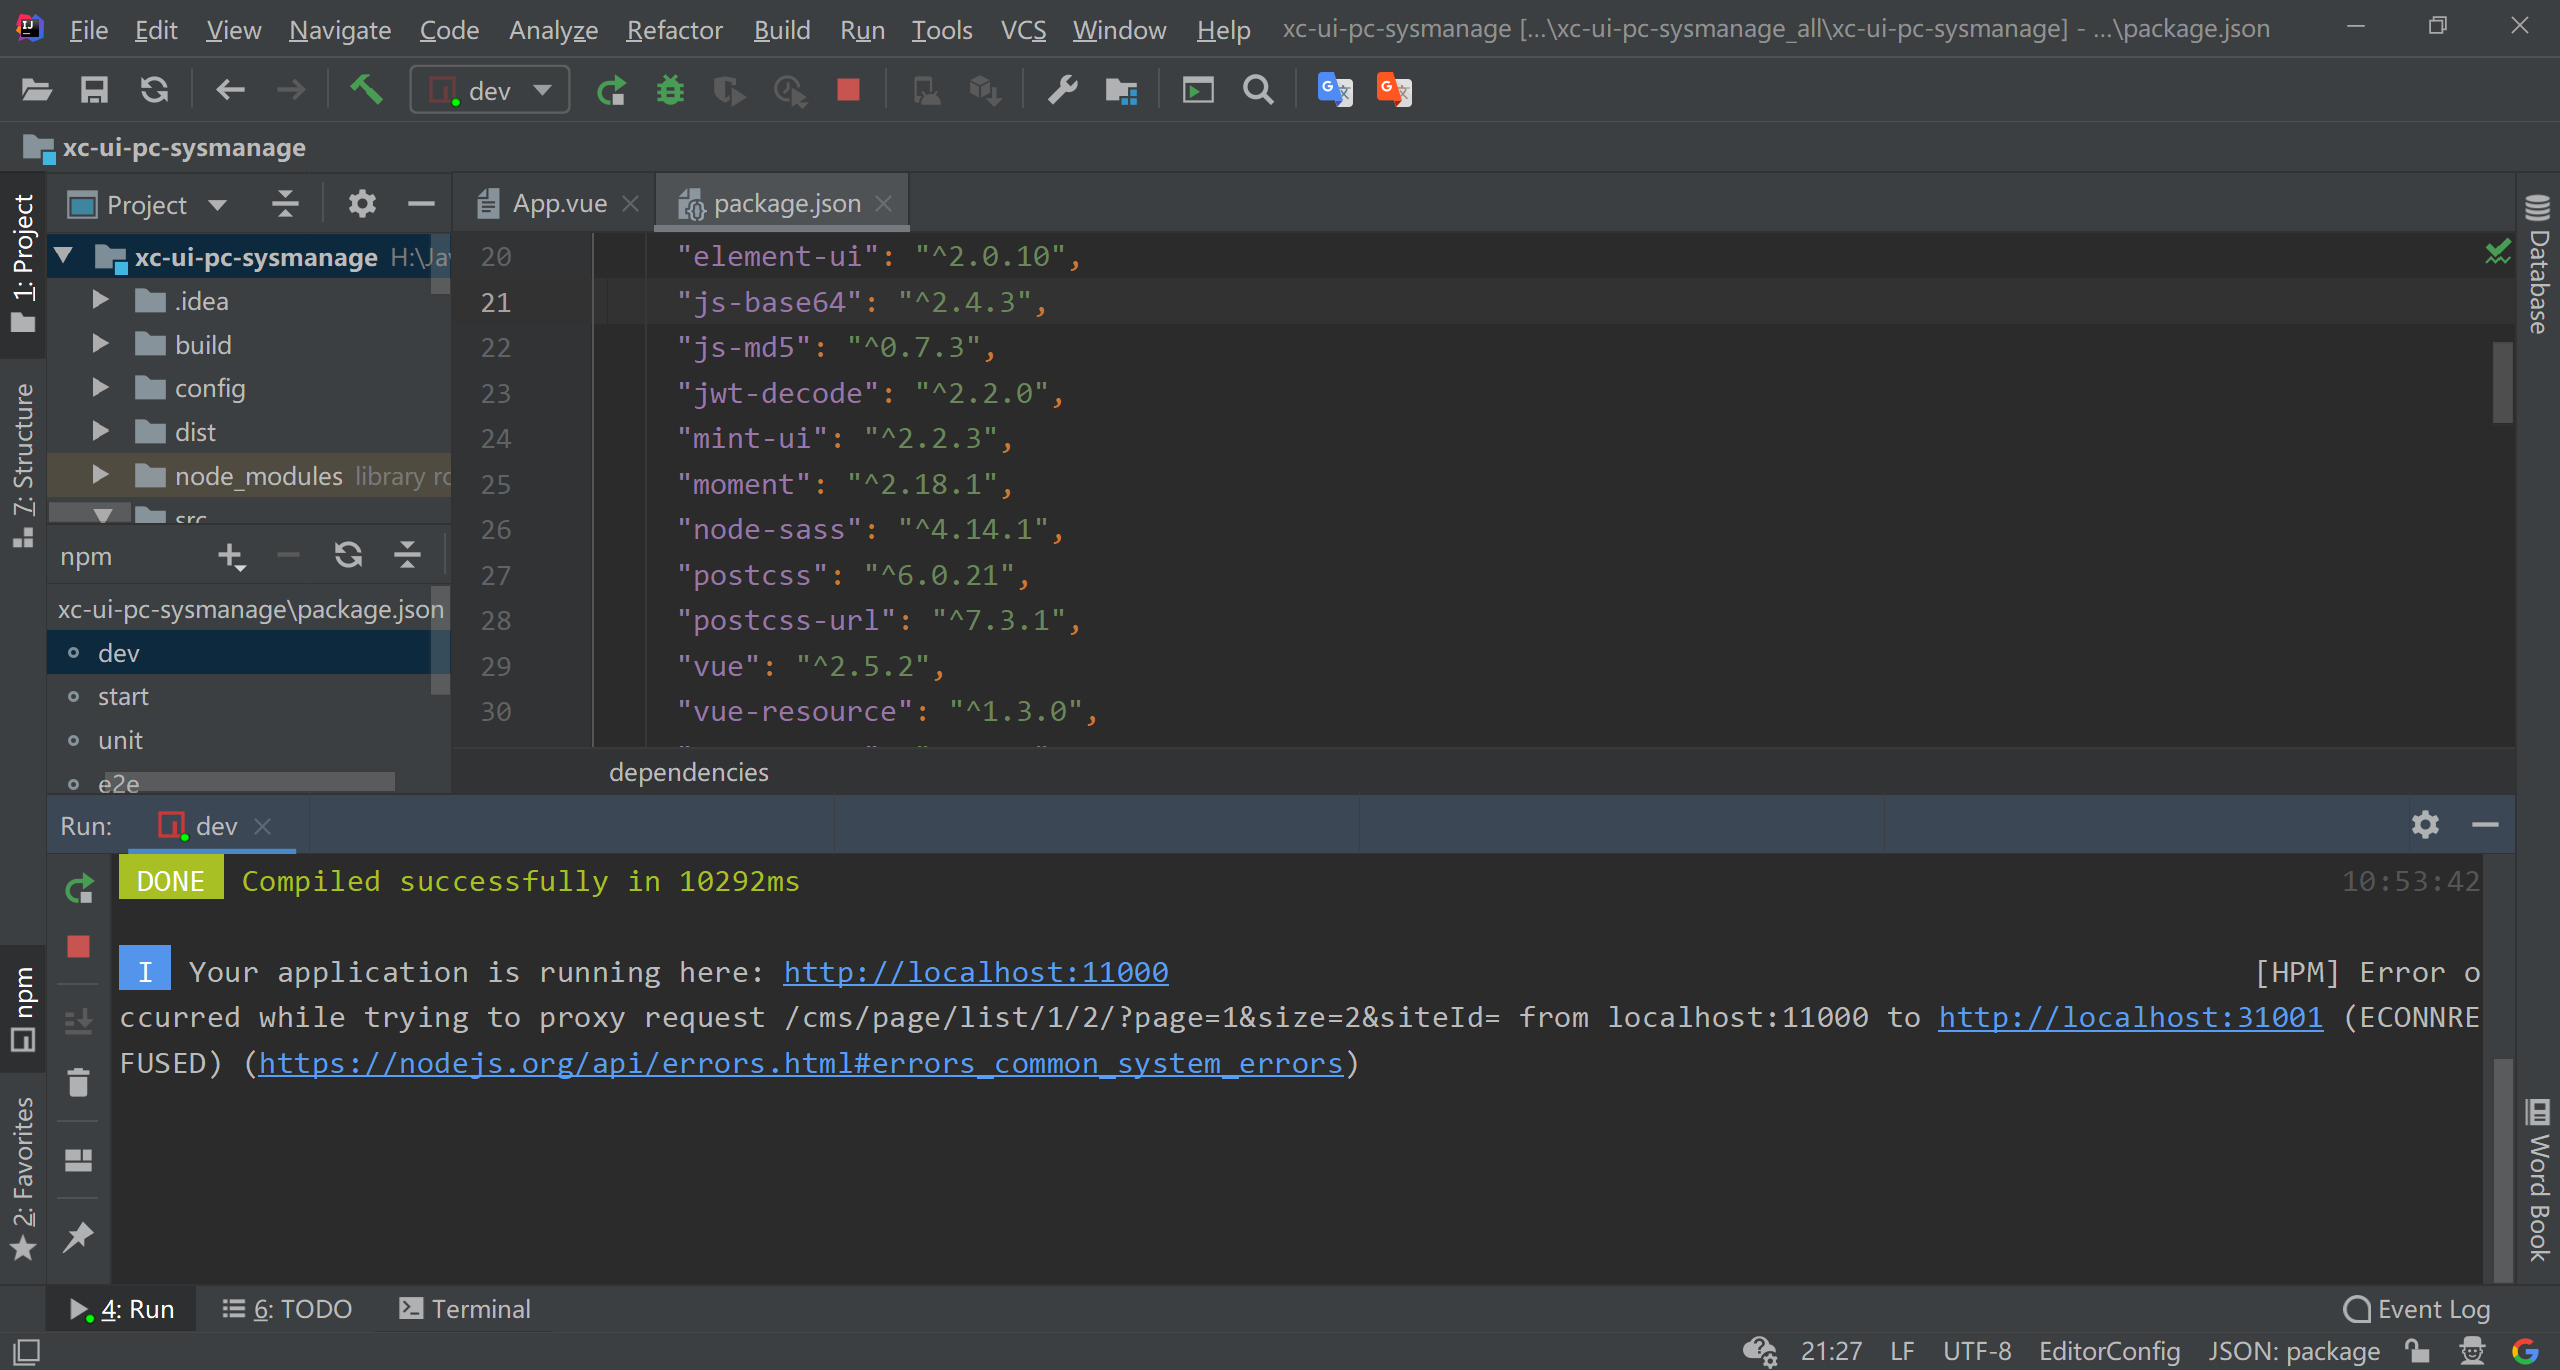 File Edit View Navigate Code Analyze Refactor Build Run Tools VCS Window Help xc-ui-pc-sysmanage [...\xc-ui-pc-sysmanage_all\xc-ui-pc-sysmanage] - ...\package.json
dev
xc-ui-pc-sysmanage
1: Project
7: Structure
npm
2: Favorites
Project
xc-ui-pc-sysmanage H:\Ja
.idea
build
config
dist
node_modules library ro
src
npm
xc-ui-pc-sysmanage\package.json
dev
start
unit
e2e
App.vue
package.json
20 "element-ui": "^2.0.10",
21 "js-base64": "^2.4.3",
22 "js-md5": "^0.7.3",
23 "jwt-decode": "^2.2.0",
24 "mint-ui": "^2.2.3",
25 "moment": "^2.18.1",
26 "node-sass": "^4.14.1",
27 "postcss": "^6.0.21",
28 "postcss-url": "^7.3.1",
29 "vue": "^2.5.2",
30 "vue-resource": "^1.3.0",
dependencies
Database
Word Book
Run: dev
DONE Compiled successfully in 10292ms 10:53:42
I Your application is running here: http://localhost:11000 [HPM] Error o
ccurred while trying to proxy request /cms/page/list/1/2/?page=1&size=2&siteId= from localhost:11000 to http://localhost:31001 (ECONNRE
FUSED) (https://nodejs.org/api/errors.html#errors_common_system_errors)
4: Run 6: TODO Terminal Event Log
21:27 LF UTF-8 EditorConfig JSON: package